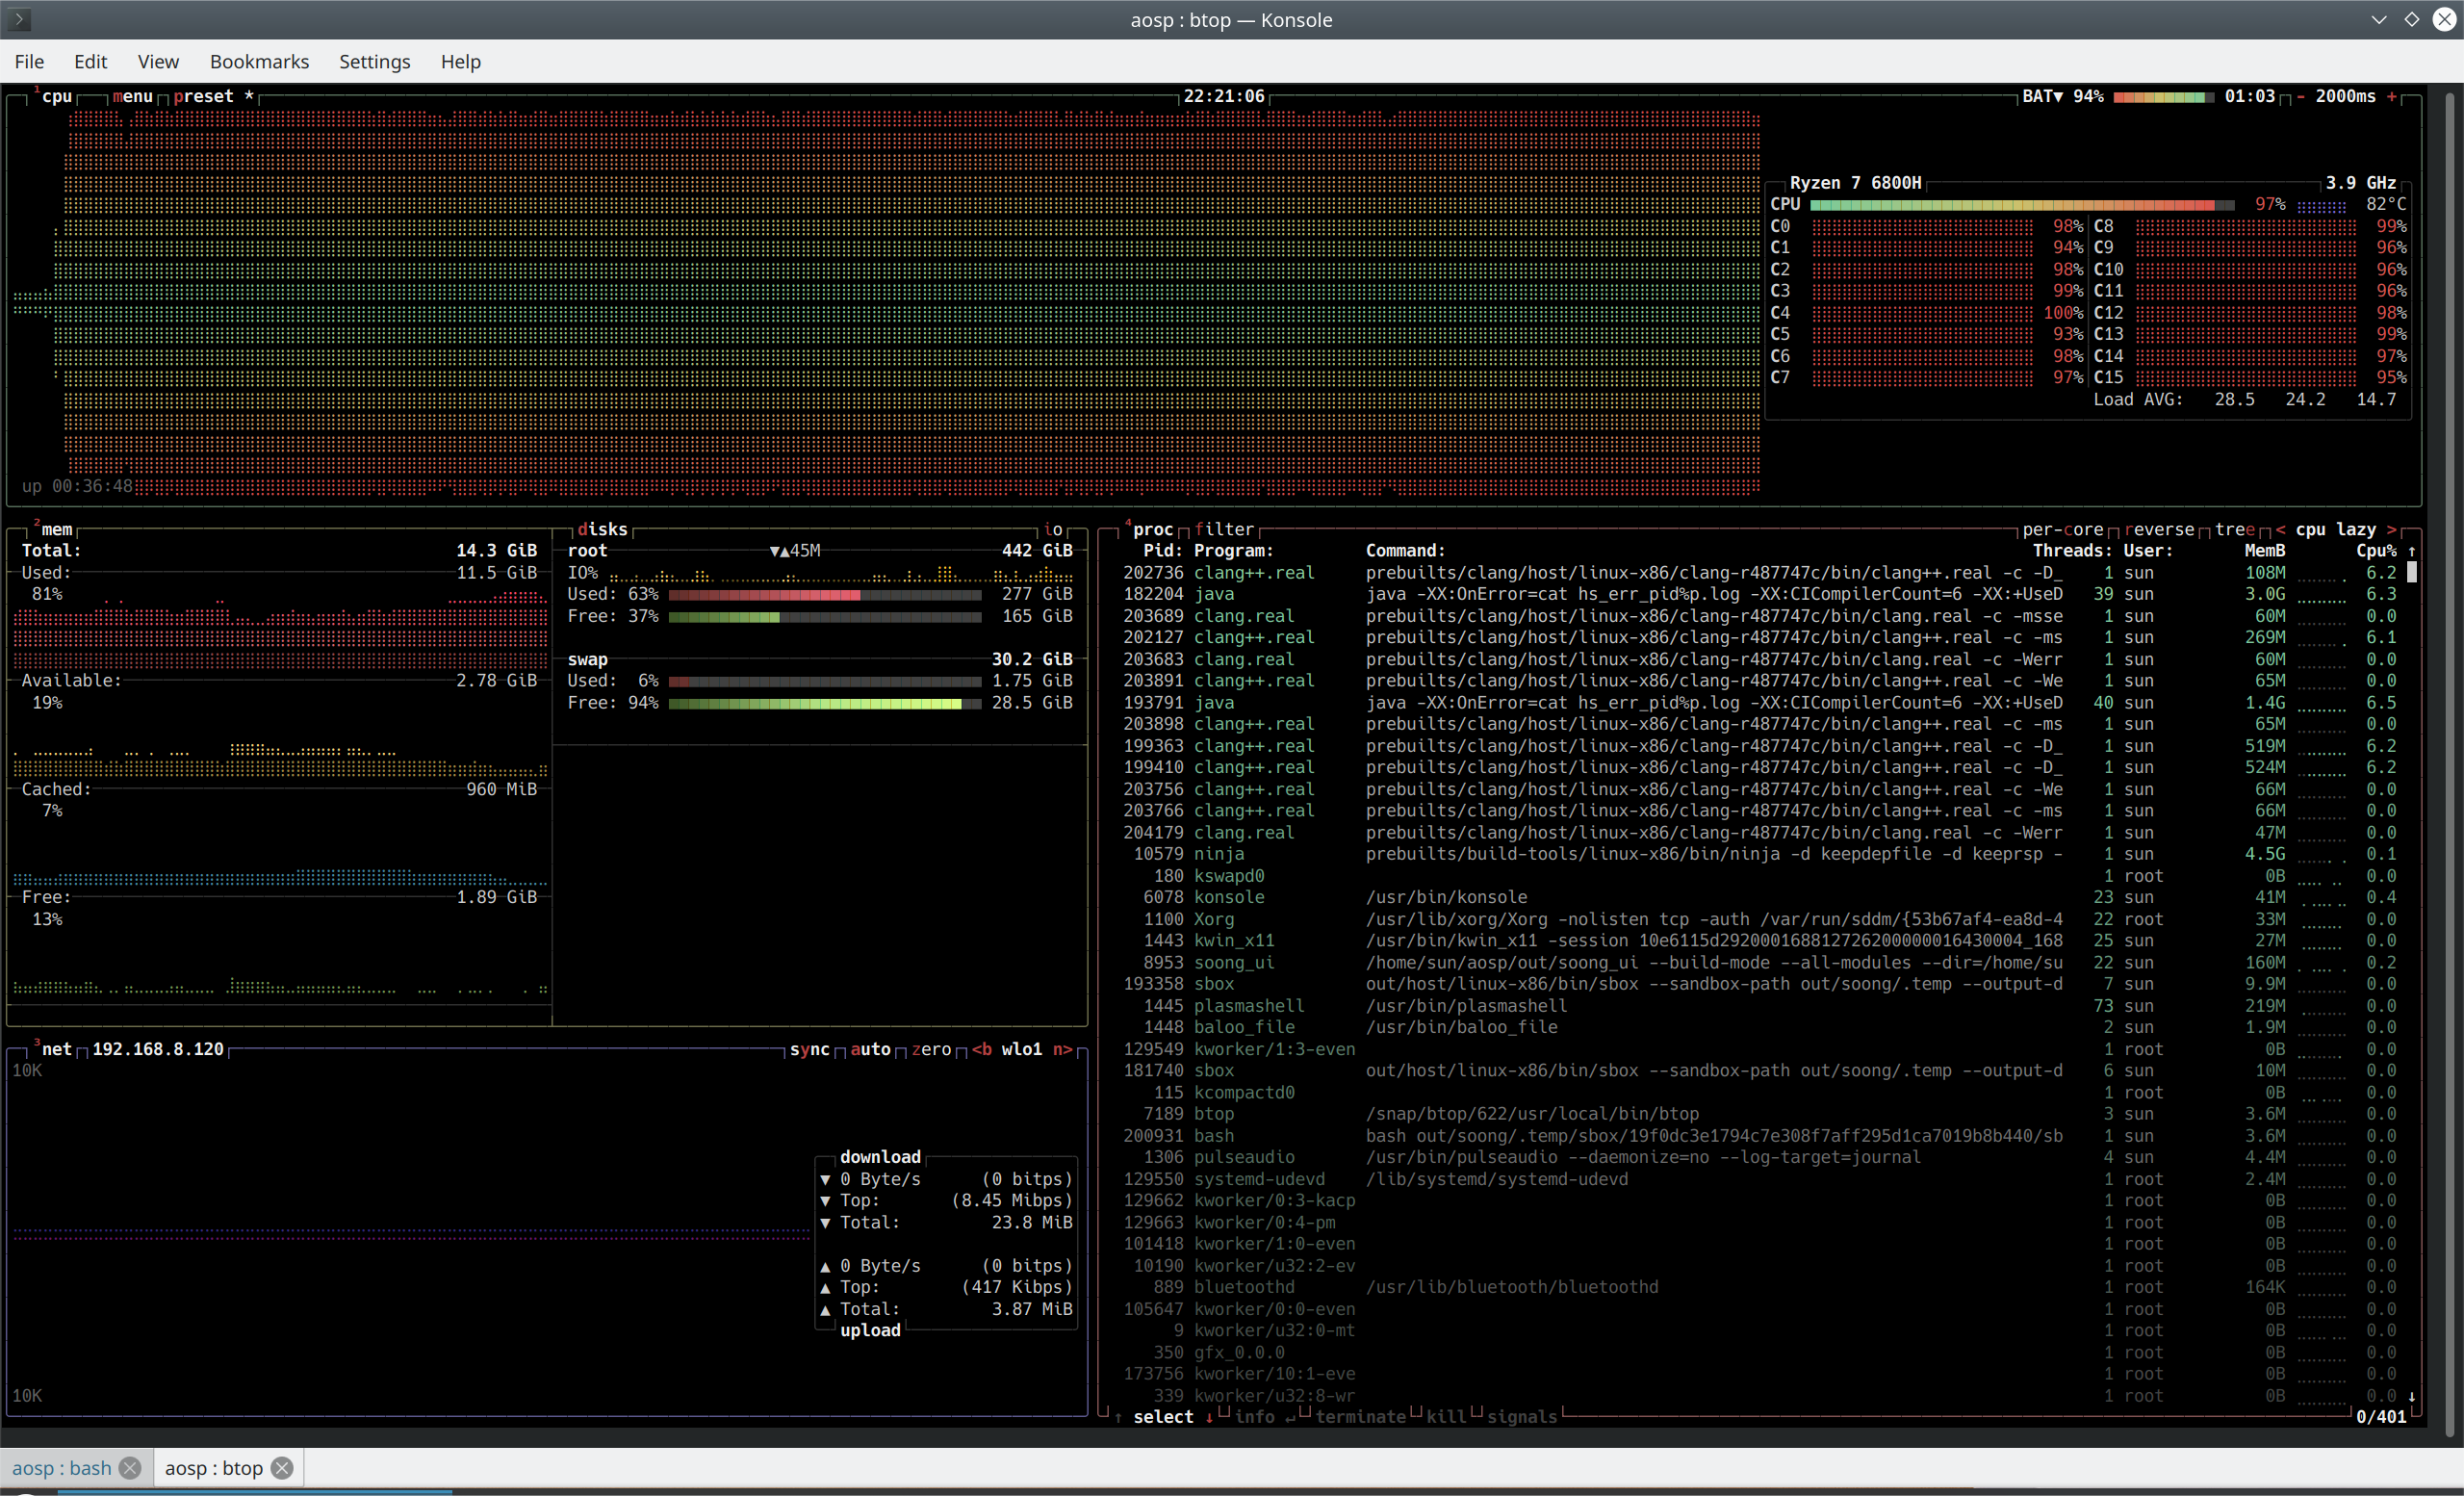 aosp : btop — Konsole
File Edit View Bookmarks Settings Help
1cpu menu preset * 22:21:06 BAT▼ 94% 01:03 - 2000ms +
Ryzen 7 6800H 3.9 GHz
CPU 97% 82°C
C0 98% C8 99%
C1 94% C9 96%
C2 98% C10 96%
C3 99% C11 96%
C4 100% C12 98%
C5 93% C13 99%
C6 98% C14 97%
C7 97% C15 95%
Load AVG: 28.5 24.2 14.7
up 00:36:48
2mem
Total: 14.3 GiB
Used: 11.5 GiB
81%
Available: 2.78 GiB
19%
Cached: 960 MiB
7%
Free: 1.89 GiB
13%
disks io
root ▼▲45M 442 GiB
IO%
Used: 63% 277 GiB
Free: 37% 165 GiB
swap 30.2 GiB
Used: 6% 1.75 GiB
Free: 94% 28.5 GiB
3net 192.168.8.120 sync auto zero <b wlo1 n>
10K
download
▼ 0 Byte/s (0 bitps)
▼ Top: (8.45 Mibps)
▼ Total: 23.8 MiB
▲ 0 Byte/s (0 bitps)
▲ Top: (417 Kibps)
▲ Total: 3.87 MiB
upload
10K
4proc filter per-core reverse tree < cpu lazy >
Pid: Program: Command: Threads: User: MemB Cpu% ↑
202736 clang++.real prebuilts/clang/host/linux-x86/clang-r487747c/bin/clang++.real -c -D_ 1 sun 108M 6.2
182204 java java -XX:OnError=cat hs_err_pid%p.log -XX:CICompilerCount=6 -XX:+UseD 39 sun 3.0G 6.3
203689 clang.real prebuilts/clang/host/linux-x86/clang-r487747c/bin/clang.real -c -msse 1 sun 60M 0.0
202127 clang++.real prebuilts/clang/host/linux-x86/clang-r487747c/bin/clang++.real -c -ms 1 sun 269M 6.1
203683 clang.real prebuilts/clang/host/linux-x86/clang-r487747c/bin/clang.real -c -Werr 1 sun 60M 0.0
203891 clang++.real prebuilts/clang/host/linux-x86/clang-r487747c/bin/clang++.real -c -We 1 sun 65M 0.0
193791 java java -XX:OnError=cat hs_err_pid%p.log -XX:CICompilerCount=6 -XX:+UseD 40 sun 1.4G 6.5
203898 clang++.real prebuilts/clang/host/linux-x86/clang-r487747c/bin/clang++.real -c -ms 1 sun 65M 0.0
199363 clang++.real prebuilts/clang/host/linux-x86/clang-r487747c/bin/clang++.real -c -D_ 1 sun 519M 6.2
199410 clang++.real prebuilts/clang/host/linux-x86/clang-r487747c/bin/clang++.real -c -D_ 1 sun 524M 6.2
203756 clang++.real prebuilts/clang/host/linux-x86/clang-r487747c/bin/clang++.real -c -We 1 sun 66M 0.0
203766 clang++.real prebuilts/clang/host/linux-x86/clang-r487747c/bin/clang++.real -c -ms 1 sun 66M 0.0
204179 clang.real prebuilts/clang/host/linux-x86/clang-r487747c/bin/clang.real -c -Werr 1 sun 47M 0.0
10579 ninja prebuilts/build-tools/linux-x86/bin/ninja -d keepdepfile -d keeprsp - 1 sun 4.5G 0.1
180 kswapd0 1 root 0B 0.0
6078 konsole /usr/bin/konsole 23 sun 41M 0.4
1100 Xorg /usr/lib/xorg/Xorg -nolisten tcp -auth /var/run/sddm/{53b67af4-ea8d-4 22 root 33M 0.0
1443 kwin_x11 /usr/bin/kwin_x11 -session 10e6115d292000168812726200000016430004_168 25 sun 27M 0.0
8953 soong_ui /home/sun/aosp/out/soong_ui --build-mode --all-modules --dir=/home/su 22 sun 160M 0.2
193358 sbox out/host/linux-x86/bin/sbox --sandbox-path out/soong/.temp --output-d 7 sun 9.9M 0.0
1445 plasmashell /usr/bin/plasmashell 73 sun 219M 0.0
1448 baloo_file /usr/bin/baloo_file 2 sun 1.9M 0.0
129549 kworker/1:3-even 1 root 0B 0.0
181740 sbox out/host/linux-x86/bin/sbox --sandbox-path out/soong/.temp --output-d 6 sun 10M 0.0
115 kcompactd0 1 root 0B 0.0
7189 btop /snap/btop/622/usr/local/bin/btop 3 sun 3.6M 0.0
200931 bash bash out/soong/.temp/sbox/19f0dc3e1794c7e308f7aff295d1ca7019b8b440/sb 1 sun 3.6M 0.0
1306 pulseaudio /usr/bin/pulseaudio --daemonize=no --log-target=journal 4 sun 4.4M 0.0
129550 systemd-udevd /lib/systemd/systemd-udevd 1 root 2.4M 0.0
129662 kworker/0:3-kacp 1 root 0B 0.0
129663 kworker/0:4-pm 1 root 0B 0.0
101418 kworker/1:0-even 1 root 0B 0.0
10190 kworker/u32:2-ev 1 root 0B 0.0
889 bluetoothd /usr/lib/bluetooth/bluetoothd 1 root 164K 0.0
105647 kworker/0:0-even 1 root 0B 0.0
9 kworker/u32:0-mt 1 root 0B 0.0
350 gfx_0.0.0 1 root 0B 0.0
173756 kworker/10:1-eve 1 root 0B 0.0
339 kworker/u32:8-wr 1 root 0B 0.0 ↓
↑ select ↓ info ↵ terminate kill signals 0/401
aosp : bash aosp : btop